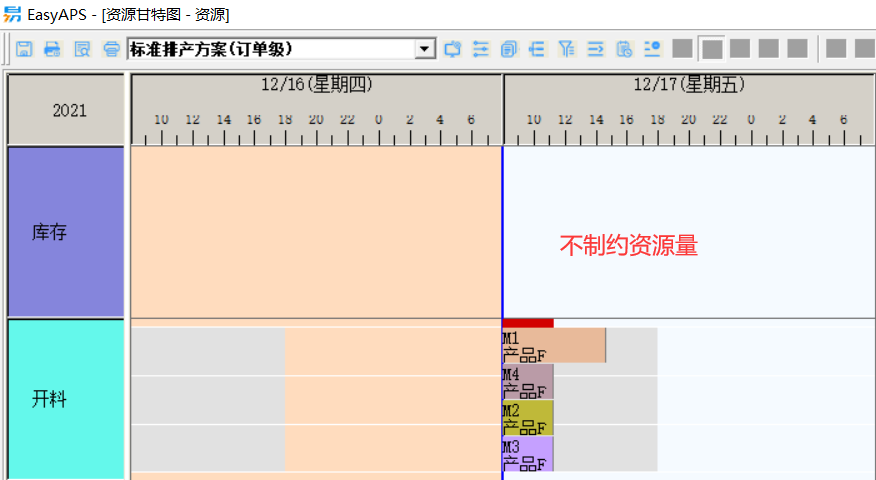 EasyAPS - [资源甘特图 - 资源]
标准排产方案(订单级)
2021
12/16(星期四)
12/17(星期五)
10 12 14 16 18 20 22 0 2 4 6
10 12 14 16 18 20 22 0 2 4 6
库存
不制约资源量
开料
M1
产品F
M4
产品F
M2
产品F
M3
产品F